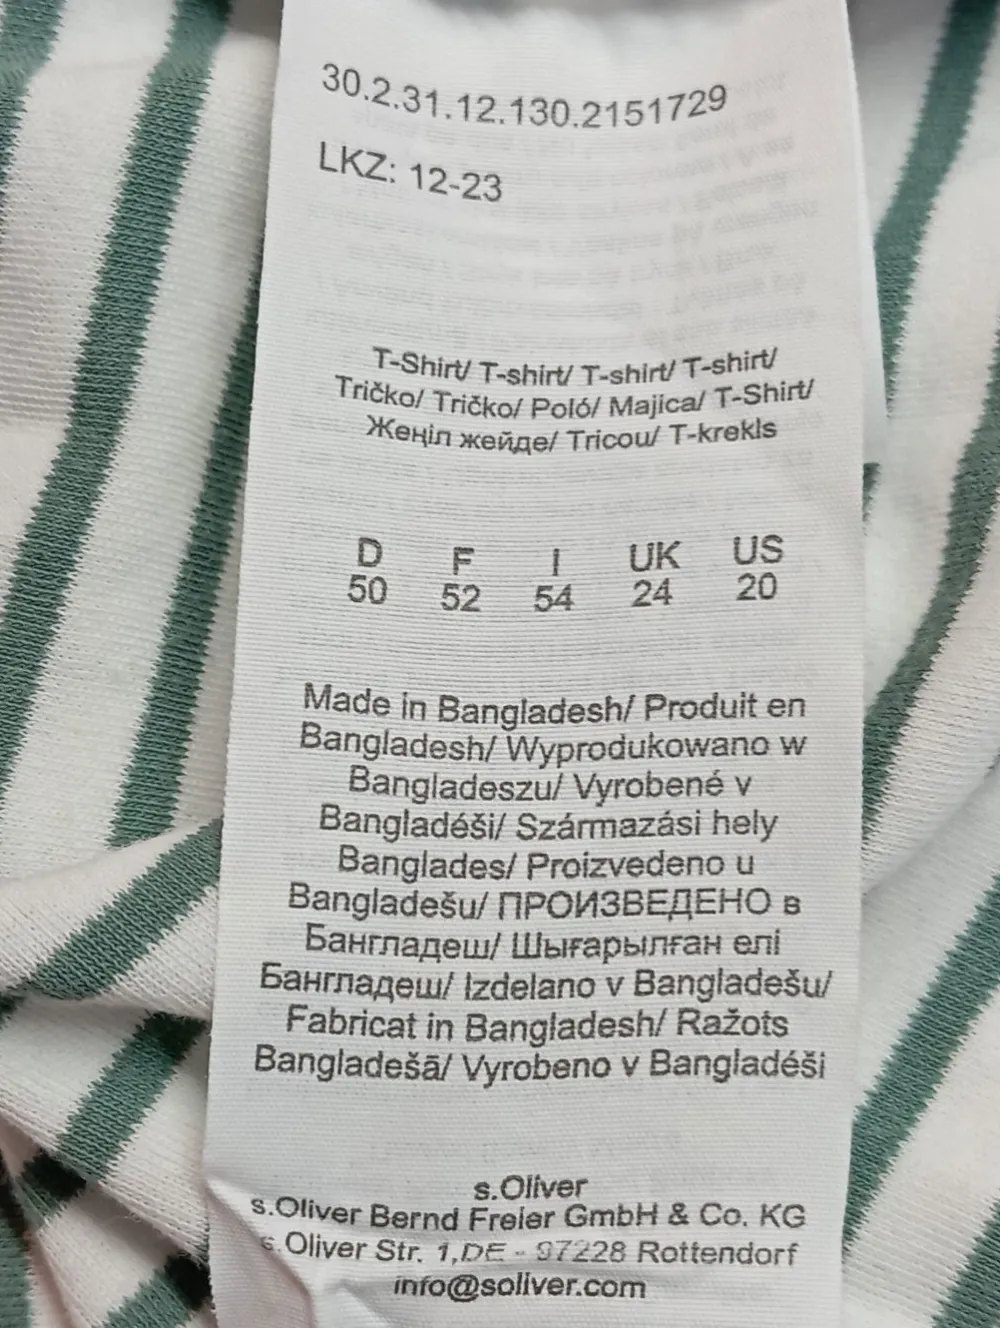 30.2.31.12.130.2151729
LKZ: 12-23
T-Shirt/ T-shirt/ T-shirt/ T-shirt/
Tričko/ Tričko/ Poló/ Majica/ T-Shirt/
Жеңіл жейде/ Tricou/ T-krekls
D F I UK US
50 52 54 24 20
Made in Bangladesh/ Produit en
Bangladesh/ Wyprodukowano w
Bangladeszu/ Vyrobené v
Bangladéši/ Származási hely
Banglades/ Proizvedeno u
Bangladešu/ ПРОИЗВЕДЕНО в
Бангладеш/ Шығарылған елі
Бангладеш/ Izdelano v Bangladešu/
Fabricat in Bangladesh/ Ražots
Bangladešā/ Vyrobeno v Bangladéši
s.Oliver
s.Oliver Bernd Freier GmbH & Co. KG
s.Oliver Str. 1,DE - 97228 Rottendorf
info@soliver.com